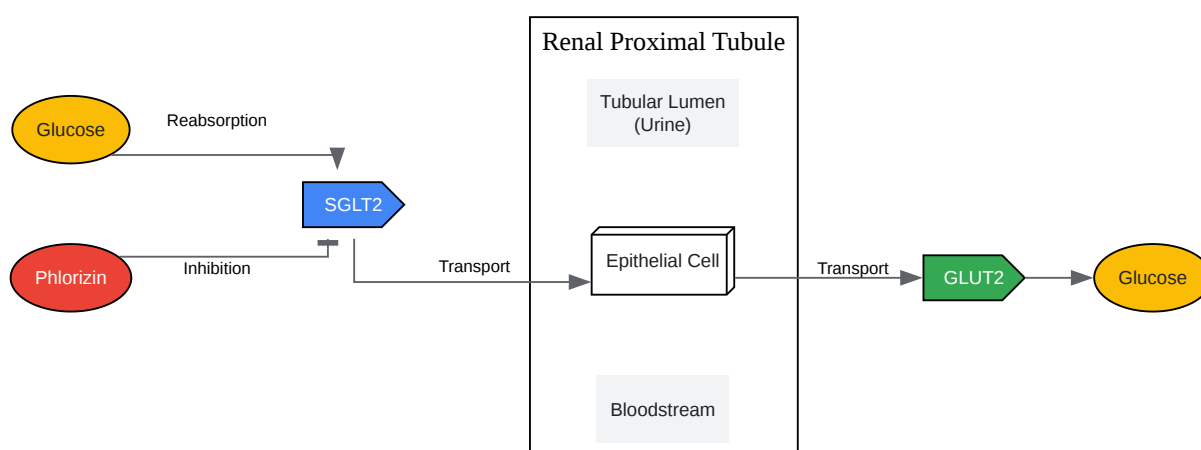 Renal Proximal Tubule
Tubular Lumen
(Urine)
Glucose
Reabsorption
SGLT2
Phlorizin
Inhibition
Transport
Epithelial Cell
Transport
GLUT2
Glucose
Bloodstream